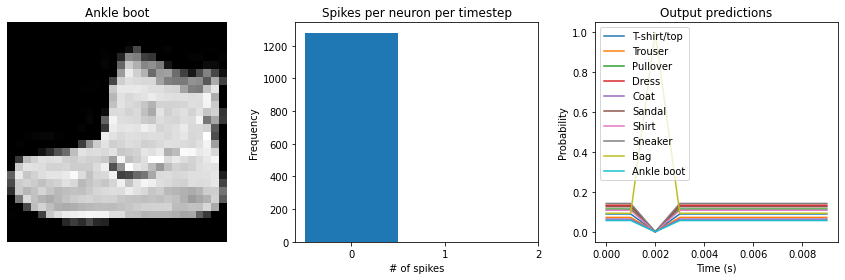 Ankle boot
Spikes per neuron per timestep
Frequency
1200
1000
800
600
400
200
0
0
1
2
# of spikes
Output predictions
Probability
1.0
0.8
0.6
0.4
0.2
0.0
T-shirt/top
Trouser
Pullover
Dress
Coat
Sandal
Shirt
Sneaker
Bag
Ankle boot
0.000
0.002
0.004
0.006
0.008
Time (s)